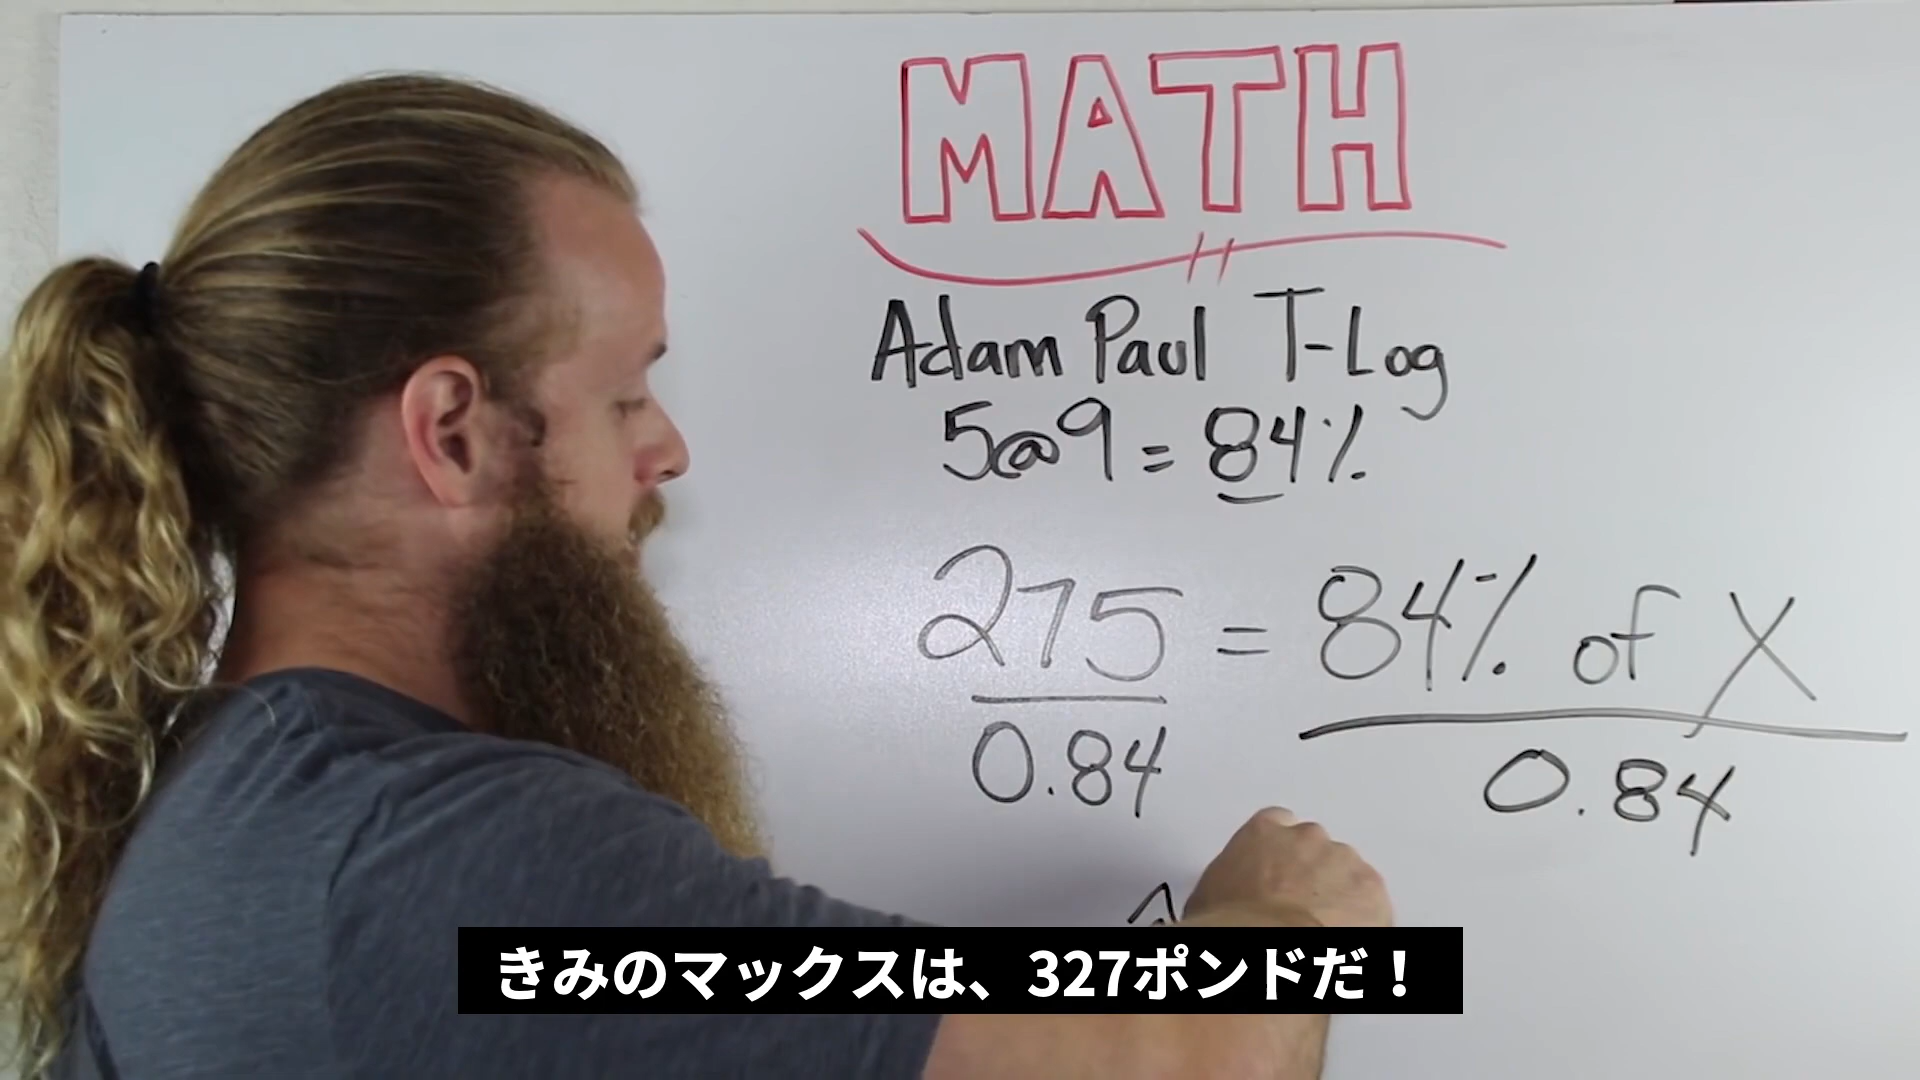 MATH
Adam Paul T-Log
5@9 = 84%
275 = 84% of X
0.84 0.84
きみのマックスは、327ポンドだ！